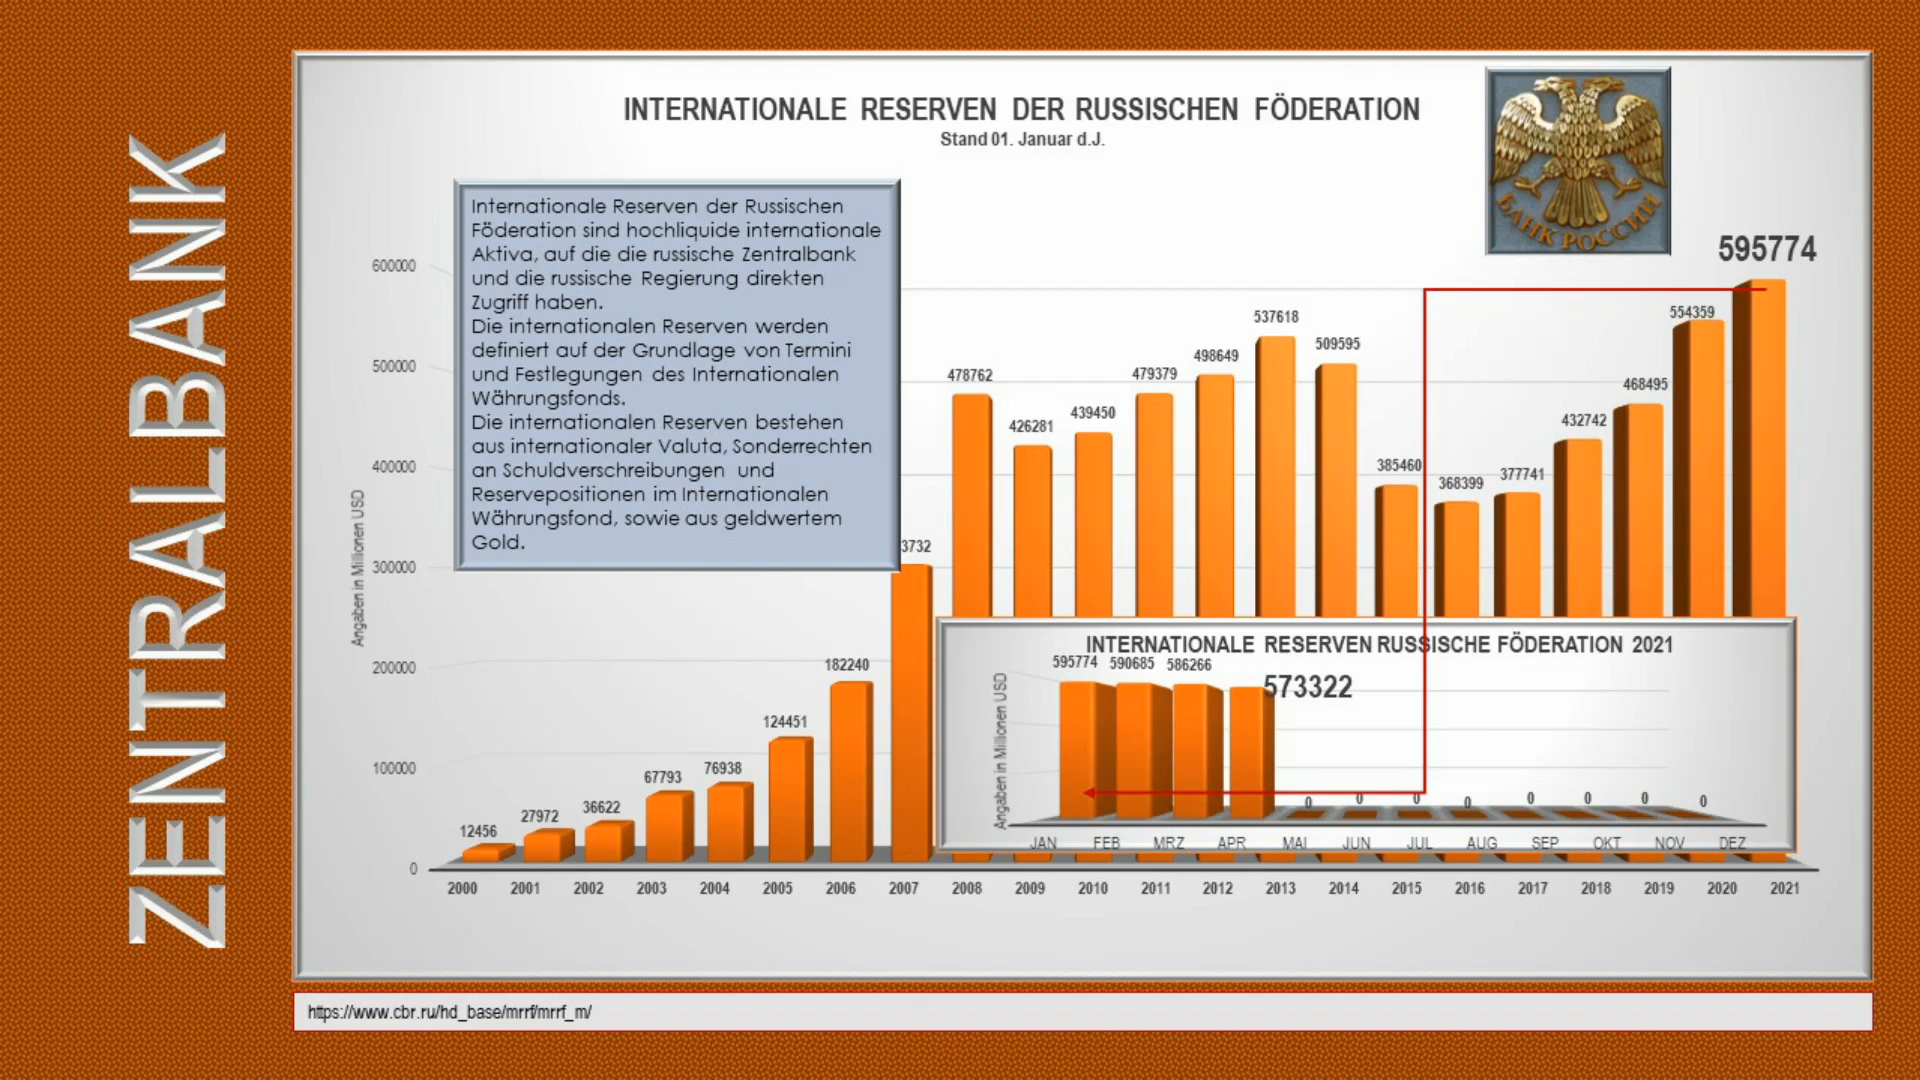 ZENTRALBANK
INTERNATIONALE RESERVEN DER RUSSISCHEN FÖDERATION
Stand 01. Januar d.J.
БАНК РОССИИ
Internationale Reserven der Russischen
Föderation sind hochliquide internationale
Aktiva, auf die die russische Zentralbank
und die russische Regierung direkten
Zugriff haben.
Die internationalen Reserven werden
definiert auf der Grundlage von Termini
und Festlegungen des Internationalen
Währungsfonds.
Die internationalen Reserven bestehen
aus internationaler Valuta, Sonderrechten
an Schuldverschreibungen und
Reservepositionen im Internationalen
Währungsfond, sowie aus geldwertem
Gold.
Angaben in Millionen USD
600000
500000
400000
300000
200000
100000
0
12456
27972
36622
67793
76938
124451
182240
3732
478762
426281
439450
479379
498649
537618
509595
385460
368399
377741
432742
468495
554359
595774
INTERNATIONALE RESERVEN RUSSISCHE FÖDERATION 2021
Angaben in Millionen USD
595774 590685 586266
573322
0 0 0 0 0 0 0 0
JAN FEB MRZ APR MAI JUN JUL AUG SEP OKT NOV DEZ
2000 2001 2002 2003 2004 2005 2006 2007 2008 2009 2010 2011 2012 2013 2014 2015 2016 2017 2018 2019 2020 2021
https://www.cbr.ru/hd_base/mrrf/mrrf_m/